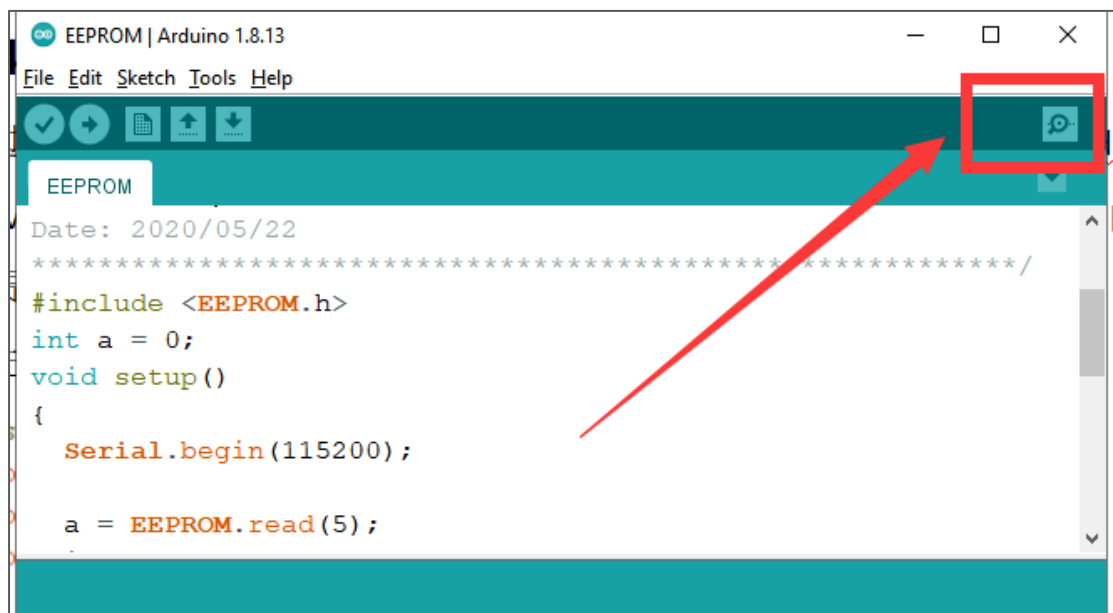 EEPROM | Arduino 1.8.13
File Edit Sketch Tools Help
EEPROM
Date: 2020/05/22
***********************************************************/
#include <EEPROM.h>
int a = 0;
void setup()
{
Serial.begin(115200);
a = EEPROM.read(5);